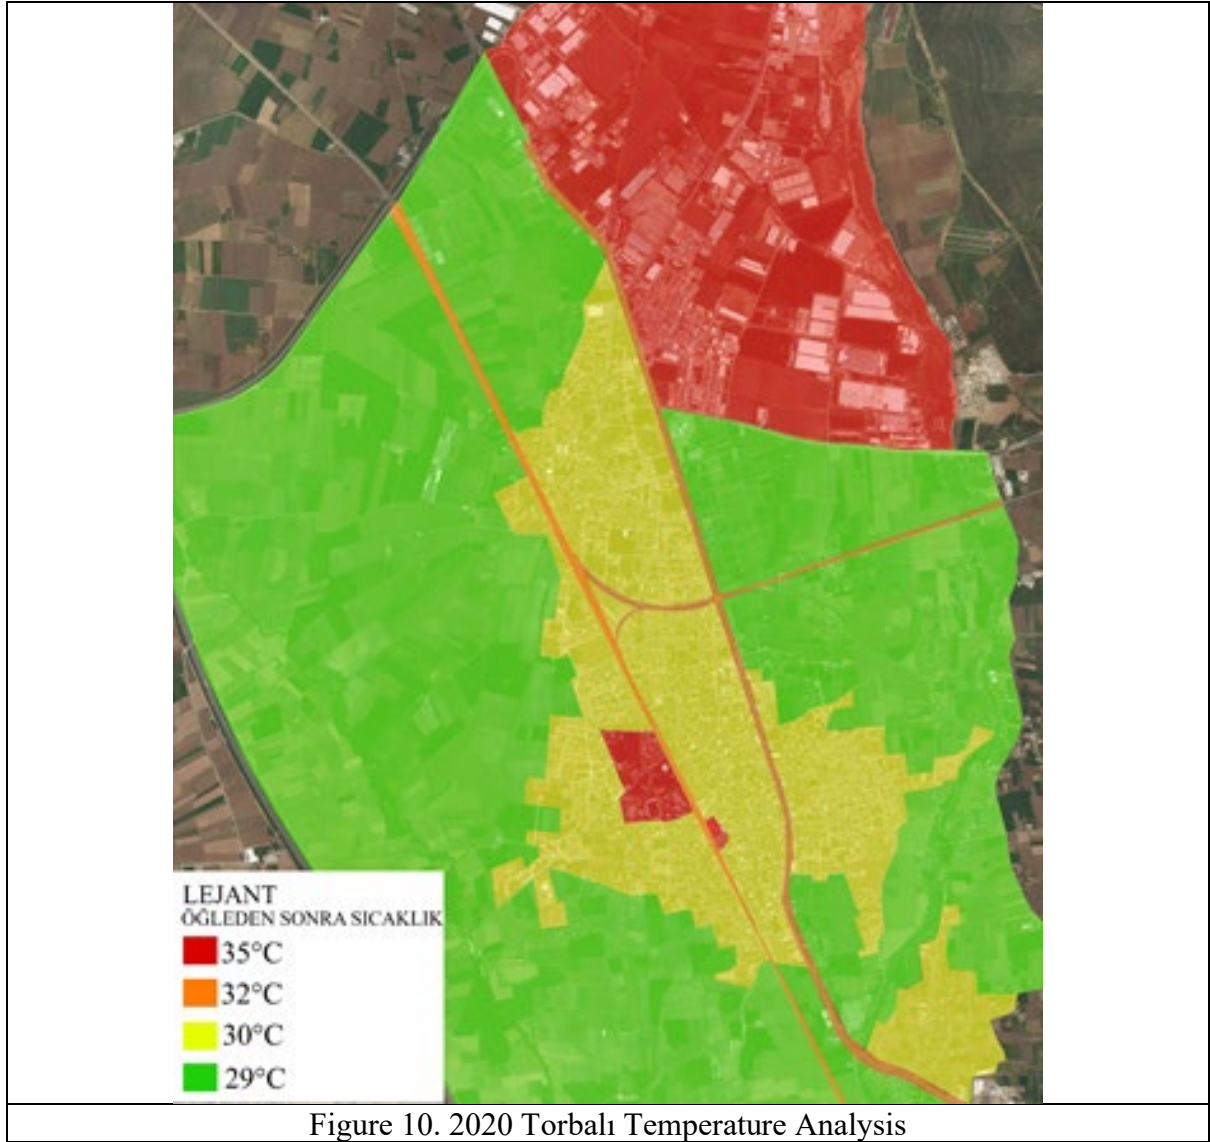 LEJANT
ÖĞLEDEN SONRA SICAKLIK
35°C
32°C
30°C
29°C
Figure 10. 2020 Torbalı Temperature Analysis